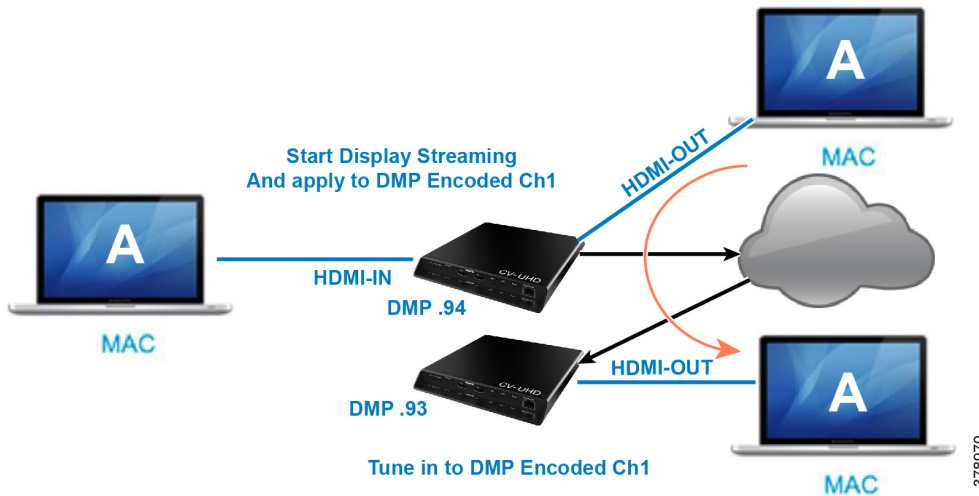 A
MAC
Start Display Streaming
And apply to DMP Encoded Ch1
HDMI-OUT
A
MAC
HDMI-IN
CV-UHD
DMP .94
CV-UHD
DMP .93
HDMI-OUT
A
MAC
Tune in to DMP Encoded Ch1